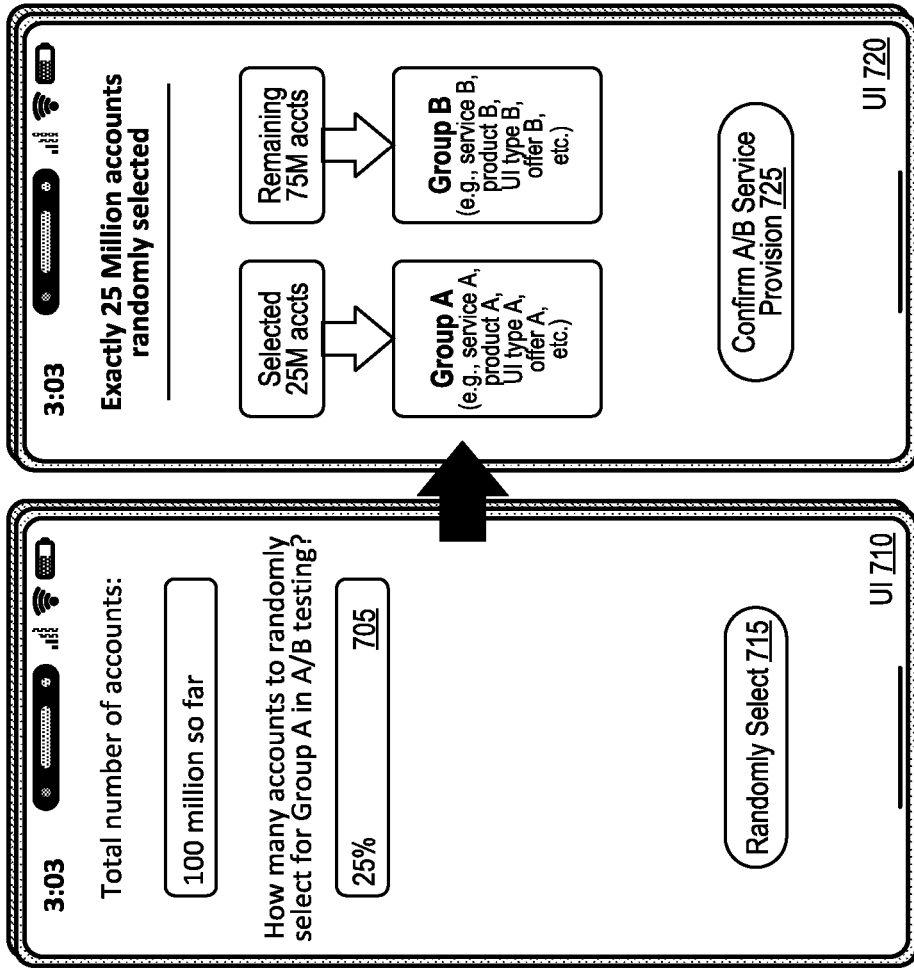 3:03
Total number of accounts:
100 million so far
How many accounts to randomly
select for Group A in A/B testing?
25% 705
Randomly Select 715
UI 710
3:03
Exactly 25 Million accounts
randomly selected
Selected
25M accts
Remaining
75M accts
Group A
(e.g., service A,
product A,
UI type A,
offer A,
etc.)
Group B
(e.g., service B,
product B,
UI type B,
offer B,
etc.)
Confirm A/B Service
Provision 725
UI 720